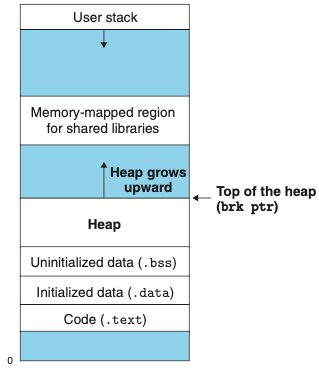 User stack
Memory-mapped region
for shared libraries
Heap grows
upward
Top of the heap
(brk ptr)
Heap
Uninitialized data (.bss)
Initialized data (.data)
Code (.text)
0